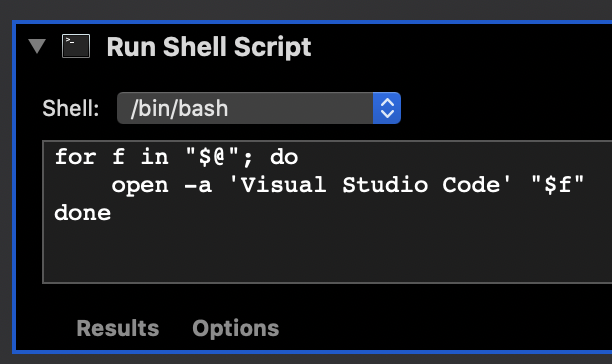 Run Shell Script
Shell: /bin/bash
for f in "$@"; do
    open -a 'Visual Studio Code' "$f"
done
Results Options